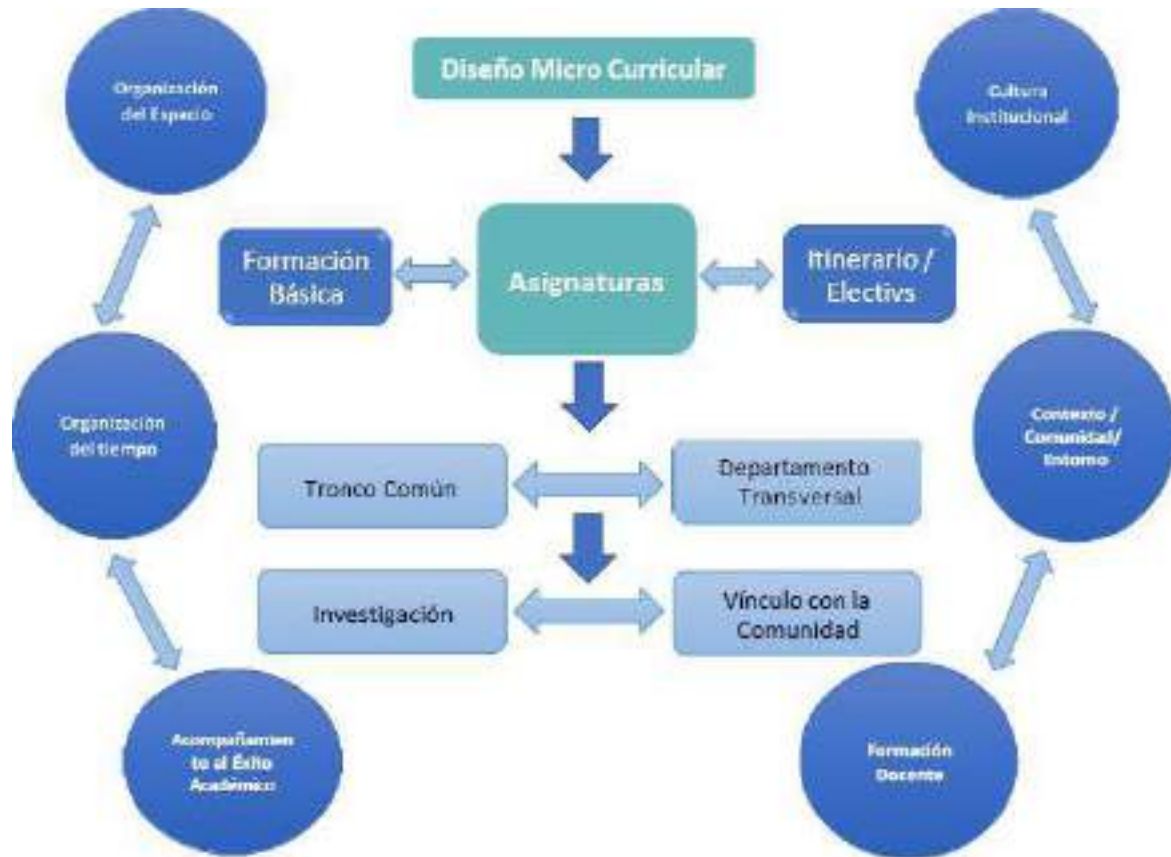 Diseño Micro Curricular
Organización
del Espacio
Cultura
Institucional
Formación
Básica
Asignaturas
Itinerario /
Electivs
Organización
del tiempo
Contexto /
Comunidad/
Entorno
Tronco Común
Departamento
Transversal
Investigación
Vínculo con la
Comunidad
Acompañamien
to al Éxito
Académico
Formación
Docente